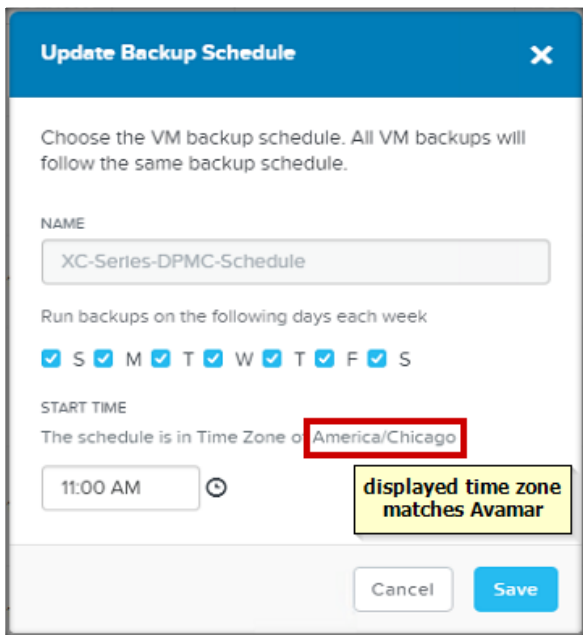 Update Backup Schedule
Choose the VM backup schedule. All VM backups will
follow the same backup schedule.
NAME
XC-Series-DPMC-Schedule
Run backups on the following days each week
S M T W T F S
START TIME
The schedule is in Time Zone of America/Chicago
11:00 AM
displayed time zone
matches Avamar
Cancel Save